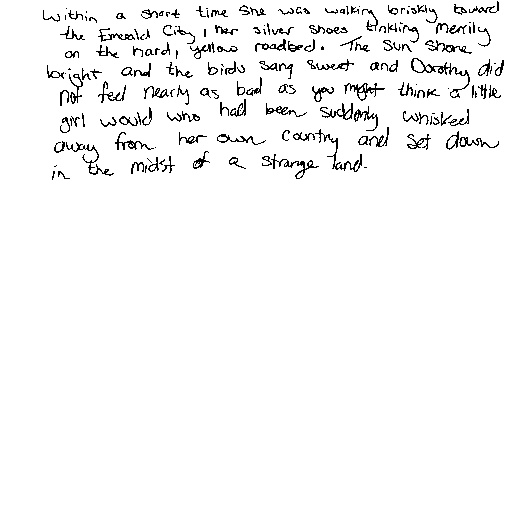 Within a short time she was walking briskly toward
the Emerald City, her silver shoes tinkling merrily
on the hard, yellow roadbed. The sun shone
bright and the birds sang sweet and Dorothy did
not feel nearly as bad as you might think a little
girl would who had been suddenly whisked
away from her own country and set down
in the midst of a strange land.